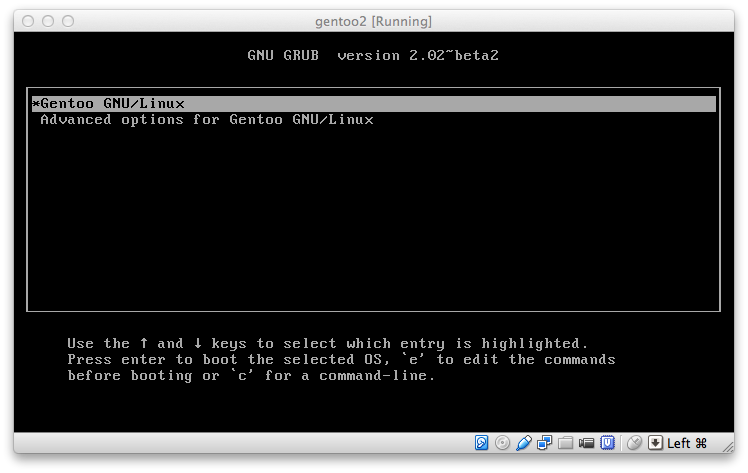 gentoo2 [Running]
GNU GRUB  version 2.02~beta2
*Gentoo GNU/Linux
Advanced options for Gentoo GNU/Linux
Use the ↑ and ↓ keys to select which entry is highlighted.
Press enter to boot the selected OS, `e' to edit the commands
before booting or `c' for a command-line.
Left ⌘